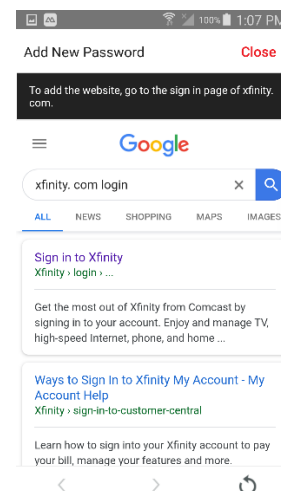 100% 1:07 PM
Add New Password Close
To add the website, go to the sign in page of xfinity.
com.
Google
xfinity. com login
ALL NEWS SHOPPING MAPS IMAGES
Sign in to Xfinity
Xfinity › login › ...
Get the most out of Xfinity from Comcast by
signing in to your account. Enjoy and manage TV,
high-speed Internet, phone, and home ...
Ways to Sign In to Xfinity My Account - My
Account Help
Xfinity › sign-in-to-customer-central
Learn how to sign into your Xfinity account to pay
your bill, manage your features and more.